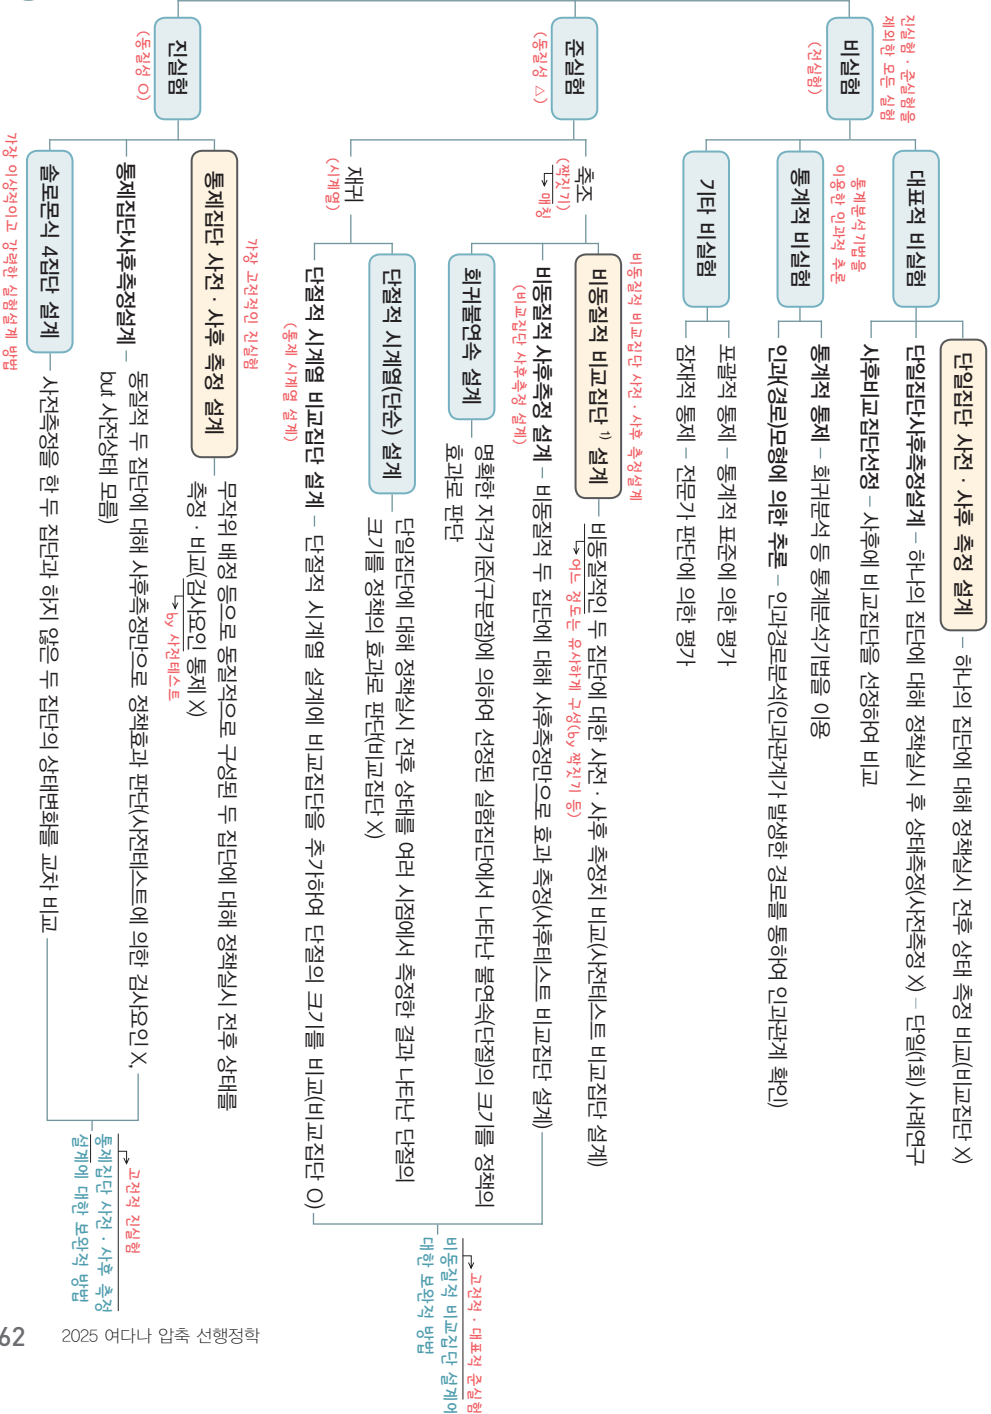 진실험 · 준실험을
제외한 모든 실험
비실험
(전실험)
대표적 비실험
단일집단 사전 · 사후 측정 설계 – 하나의 집단에 대해 정책실시 전후 상태 측정 비교(비교집단 X)
단일집단사후측정설계 – 하나의 집단에 대해 정책실시 후 상태측정(사전측정 X) – 단일(1회) 사례연구
사후비교집단선정 – 사후에 비교집단을 선정하여 비교
통계분석기법을
이용한 인과적 추론
통계적 비실험
통계적 통제 – 회귀분석 등 통계분석기법을 이용
인과(경로)모형에 의한 추론 – 인과경로분석(인과관계가 발생한 경로를 통하여 인과관계 확인)
기타 비실험
포괄적 통제 – 통계적 표준에 의한 평가
잠재적 통제 – 전문가 판단에 의한 평가
준실험
(동질성 △)
축조
(짝짓기)
매칭
비동질적 비교집단 사전 · 사후 측정설계
비동질적 비교집단 1) 설계 – 비동질적인 두 집단에 대한 사전 · 사후 측정치 비교(사전테스트 비교집단 설계)
어느 정도는 유사하게 구성(by 짝짓기 등)
비동질적 사후측정 설계 – 비동질적 두 집단에 대해 사후측정만으로 효과 측정(사후테스트 비교집단 설계)
(비교집단 사후측정 설계)
회귀불연속 설계 – 명확한 자격기준(구분점)에 의하여 선정된 실험집단에서 나타난 불연속(단절)의 크기를 정책의
효과로 판단
재귀
(시계열)
단절적 시계열(단순) 설계 – 단일집단에 대해 정책실시 전후 상태를 여러 시점에서 측정한 결과 나타난 단절의
크기를 정책의 효과로 판단(비교집단 X)
단절적 시계열 비교집단 설계 – 단절적 시계열 설계에 비교집단을 추가하여 단절의 크기를 비교(비교집단 O)
(통제 시계열 설계)
고전적 · 대표적 준실험
비동질적 비교집단 설계에
대한 보완적 방법
진실험
(동질성 O)
가장 고전적인 진실험
통제집단 사전 · 사후 측정 설계 – 무작위 배정 등으로 동질적으로 구성된 두 집단에 대해 정책실시 전후 상태를
측정 · 비교(검사요인 통제 X)
by 사전테스트
통제집단사후측정설계 – 동질적 두 집단에 대해 사후측정만으로 정책효과 판단(사전테스트에 의한 검사요인 X,
but 사전상태 모름)
솔로몬식 4집단 설계 – 사전측정을 한 두 집단과 하지 않은 두 집단의 상태변화를 교차 비교
가장 이상적이고 강력한 실험설계 방법
고전적 진실험
통제집단 사전 · 사후 측정
설계에 대한 보완적 방법
62
2025 여다나 압축 선행정학